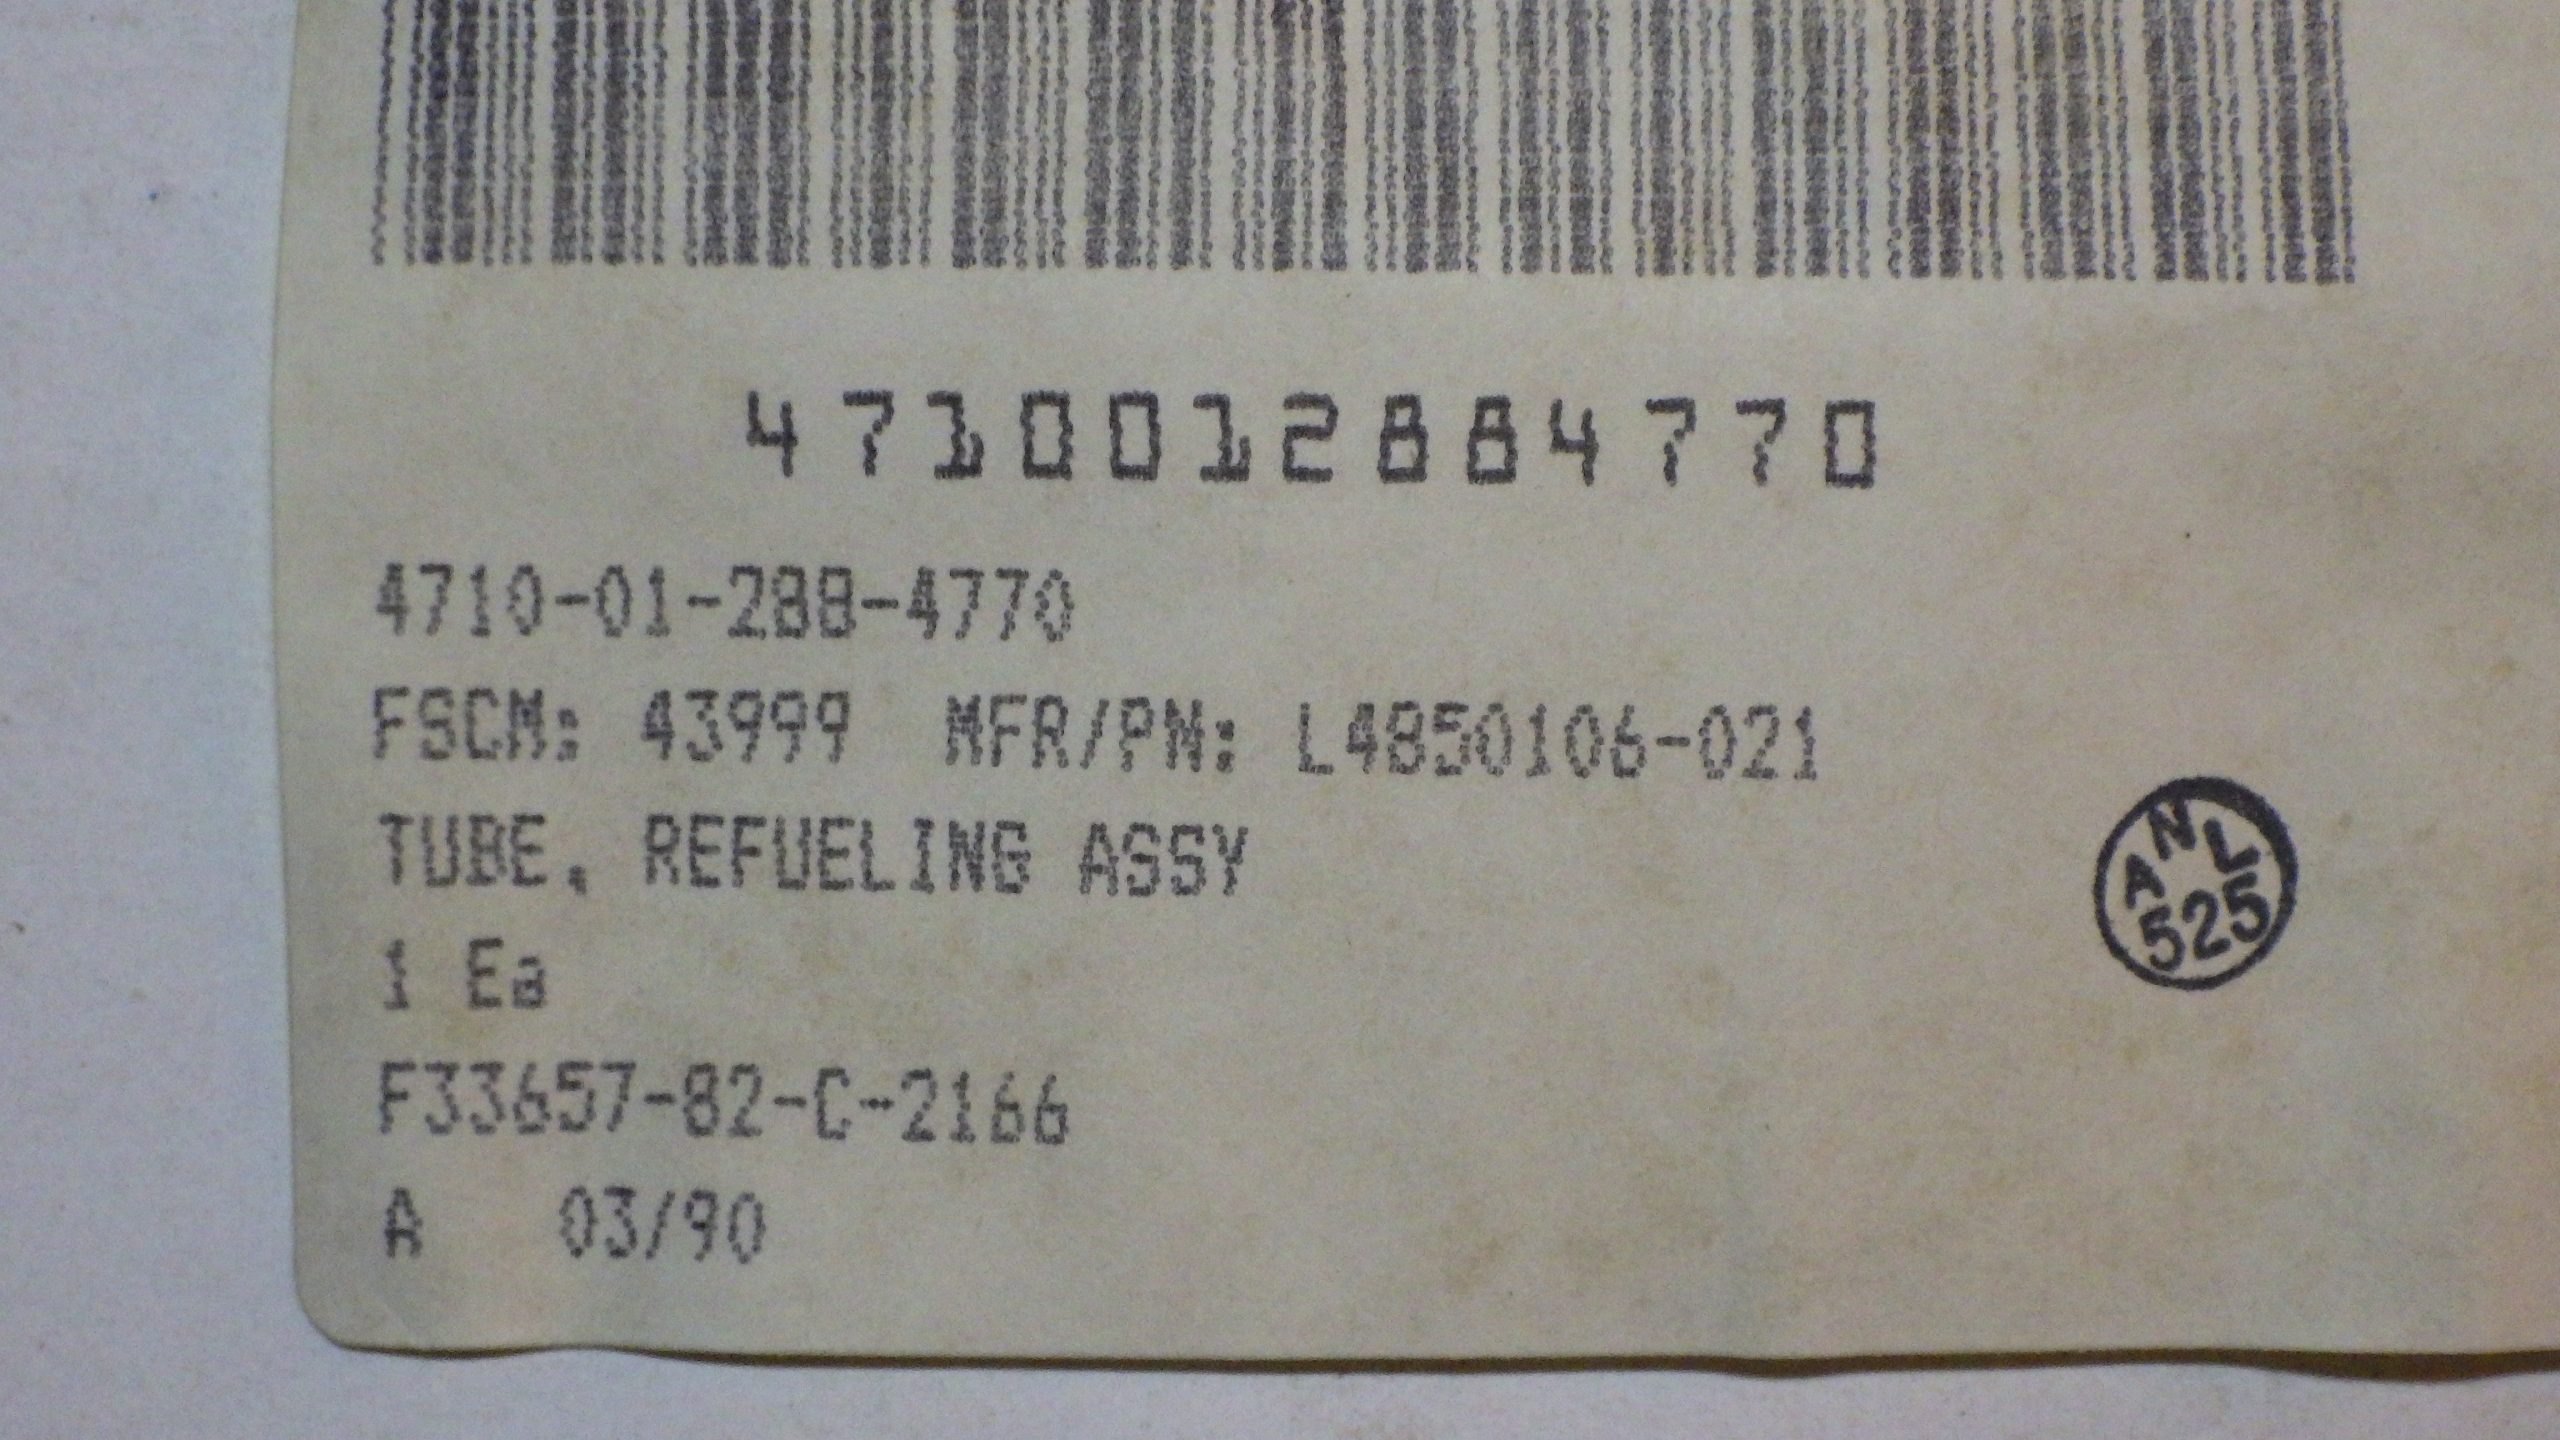 4710012884770
4710-01-288-4770
FSCM: 43999 MFR/PN: L4850106-021
TUBE, REFUELING ASSY
1 Ea
F33657-82-C-2166
A 03/90
ANL
525